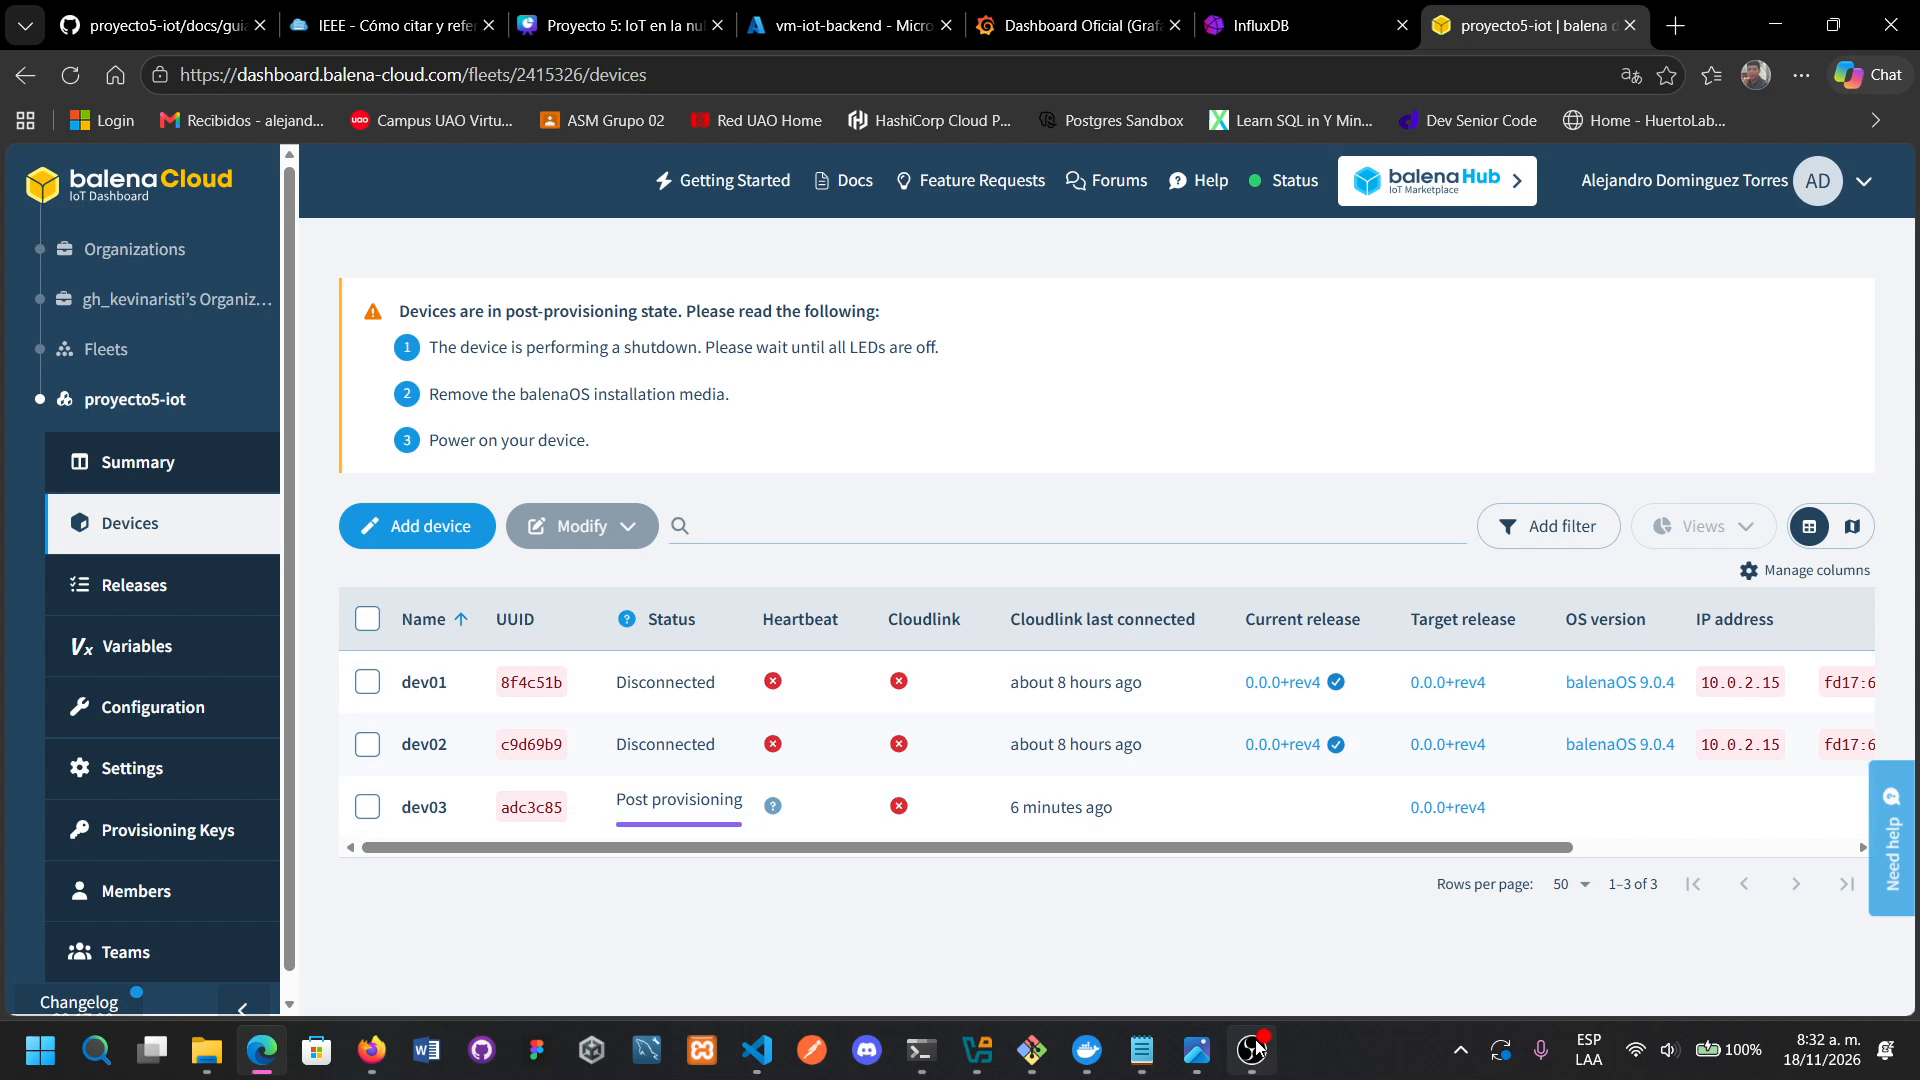 proyecto5-iot/docs/gui
IEEE - Cómo citar y refer
Proyecto 5: IoT en la nu
vm-iot-backend - Micro
Dashboard Oficial (Grafa
InfluxDB
proyecto5-iot | balena d
https://dashboard.balena-cloud.com/fleets/2415326/devices
Chat
Login
Recibidos - alejand...
Campus UAO Virtu...
ASM Grupo 02
Red UAO Home
HashiCorp Cloud P...
Postgres Sandbox
Learn SQL in Y Min...
Dev Senior Code
Home - HuertoLab...
balenaCloud
IoT Dashboard
Getting Started
Docs
Feature Requests
Forums
Help
Status
balenaHub
IoT Marketplace
Alejandro Dominguez Torres
AD
Organizations
gh_kevinaristi's Organiz...
Fleets
proyecto5-iot
Summary
Devices
Releases
Variables
Configuration
Settings
Provisioning Keys
Members
Teams
Changelog
Devices are in post-provisioning state. Please read the following:
1 The device is performing a shutdown. Please wait until all LEDs are off.
2 Remove the balenaOS installation media.
3 Power on your device.
Add device
Modify
Add filter
Views
Manage columns
Name UUID Status Heartbeat Cloudlink Cloudlink last connected Current release Target release OS version IP address
dev01 8f4c51b Disconnected about 8 hours ago 0.0.0+rev4 0.0.0+rev4 balenaOS 9.0.4 10.0.2.15 fd17:6
dev02 c9d69b9 Disconnected about 8 hours ago 0.0.0+rev4 0.0.0+rev4 balenaOS 9.0.4 10.0.2.15 fd17:6
dev03 adc3c85 Post provisioning 6 minutes ago 0.0.0+rev4
Rows per page: 50 1–3 of 3
Need help
ESP
LAA
100%
8:32 a. m.
18/11/2026